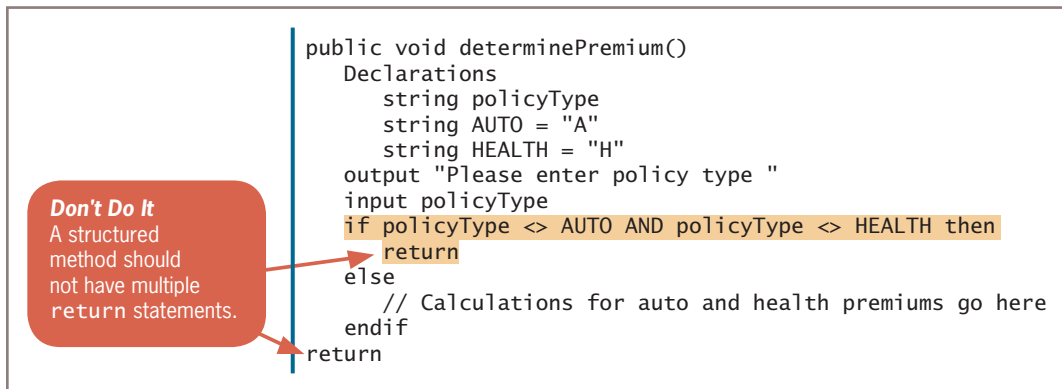 public void determinePremium()
Declarations
string policyType
string AUTO = "A"
string HEALTH = "H"
output "Please enter policy type "
input policyType
if policyType <> AUTO AND policyType <> HEALTH then
return
else
// Calculations for auto and health premiums go here
endif
return
Don't Do It
A structured
method should
not have multiple
return statements.